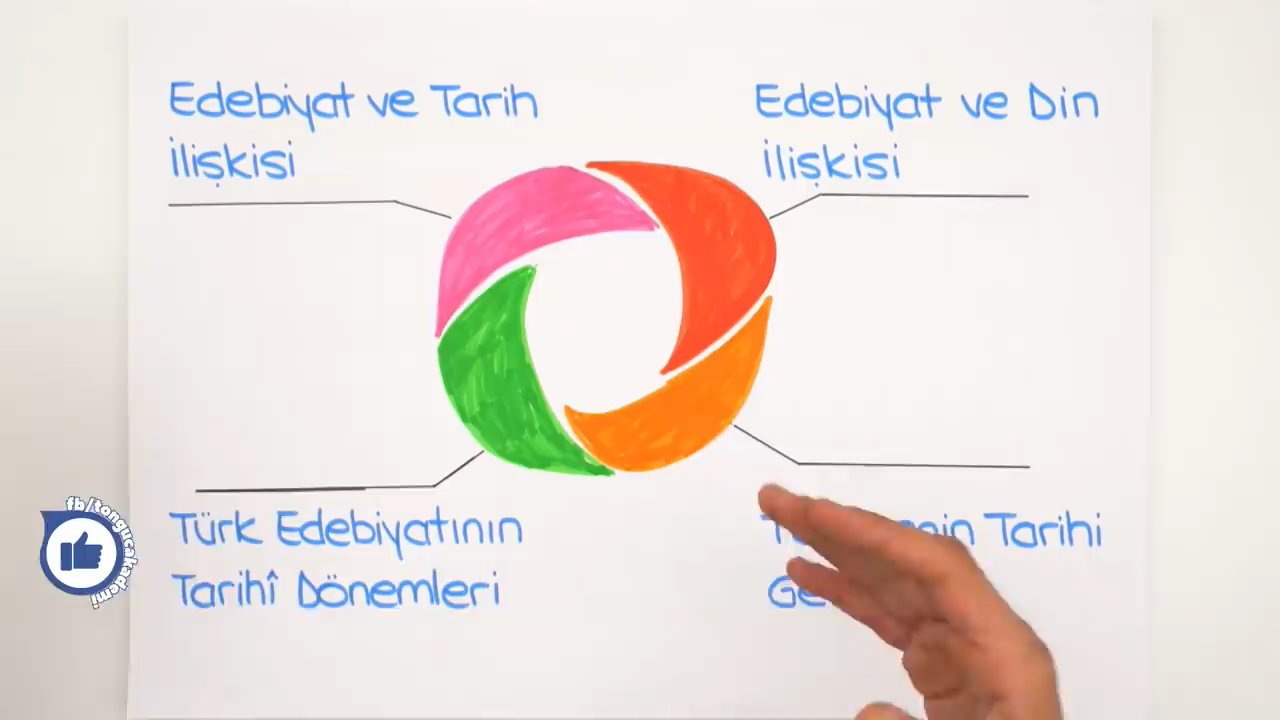 Edebiyat ve Tarih
İlişkisi
Edebiyat ve Din
İlişkisi
Türk Edebiyatının
Tarihî Dönemleri
Tarihi
fb/tongucakademi